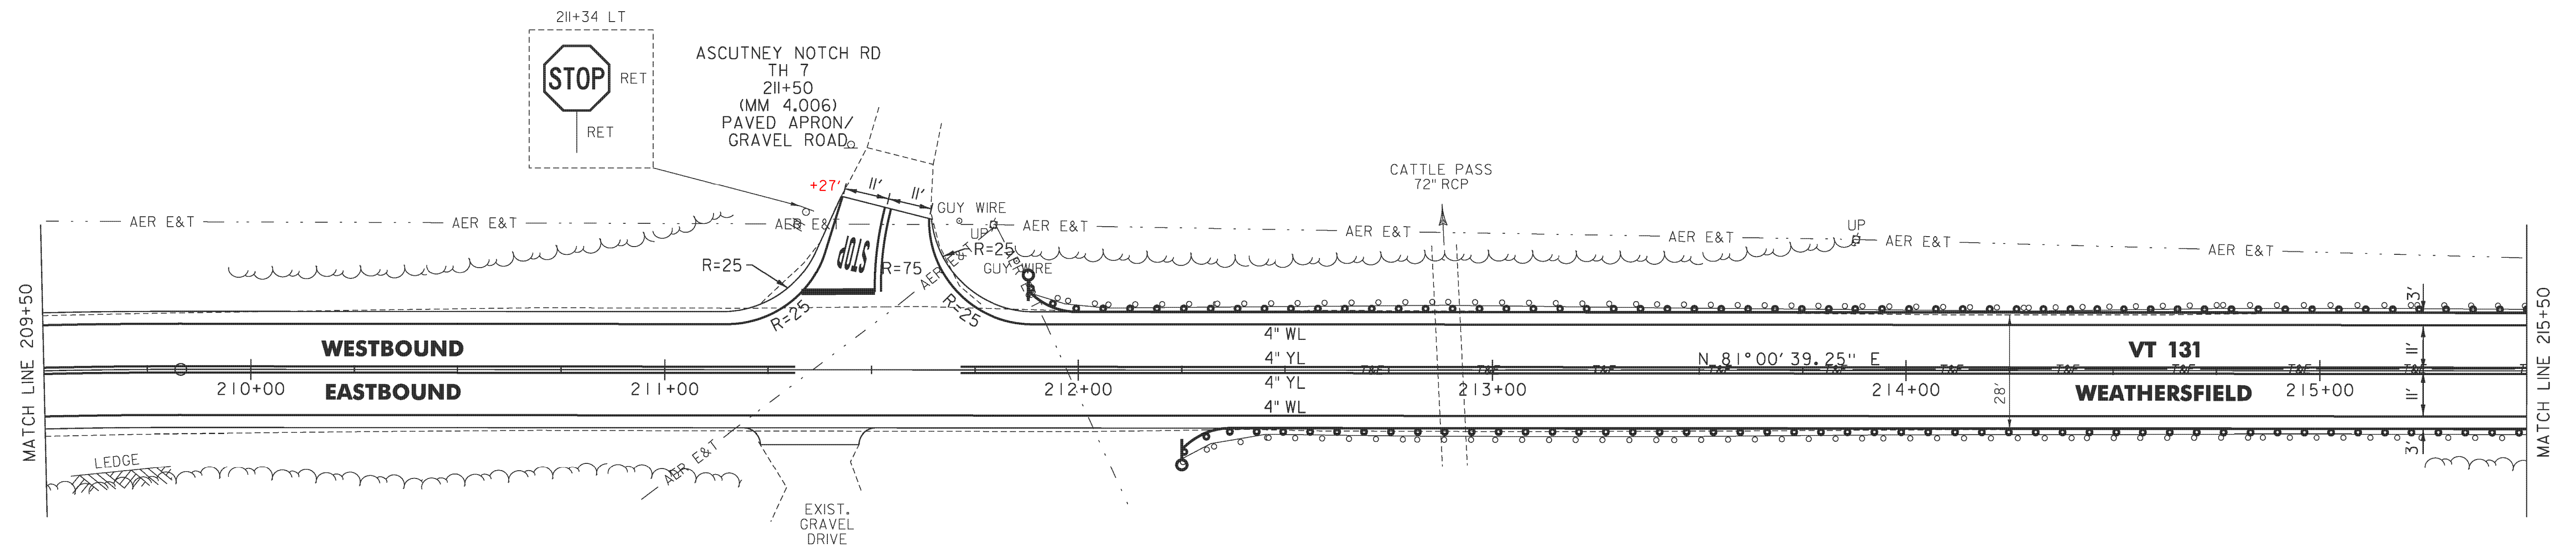 211+34 LT
STOP
RET
RET
ASCUTNEY NOTCH RD
TH 7
211+50
(MM 4.006)
PAVED APRON/
GRAVEL ROAD
CATTLE PASS
72" RCP
+27'
11'
11'
GUY WIRE
AER E&T
AER E&T
AER E&T
AER E&T
AER E&T
AER E&T
AER E&T
AER E&T
UP
UP
R=25
STOP
R=75
R=25
GUY WIRE
AER E&T
R=25
R=25
3'
MATCH LINE 209+50
MATCH LINE 215+50
4" WL
WESTBOUND
4" YL
N 81°00' 39.25" E
VT 131
11'
T&F
T&F
T&F
T&F
T&F
T&F
T&F
T&F
T&F
T&F
210+00
EASTBOUND
211+00
212+00
4" YL
213+00
214+00
28'
WEATHERSFIELD
215+00
11'
4" WL
3'
LEDGE
AER E&T
EXIST.
GRAVEL
DRIVE